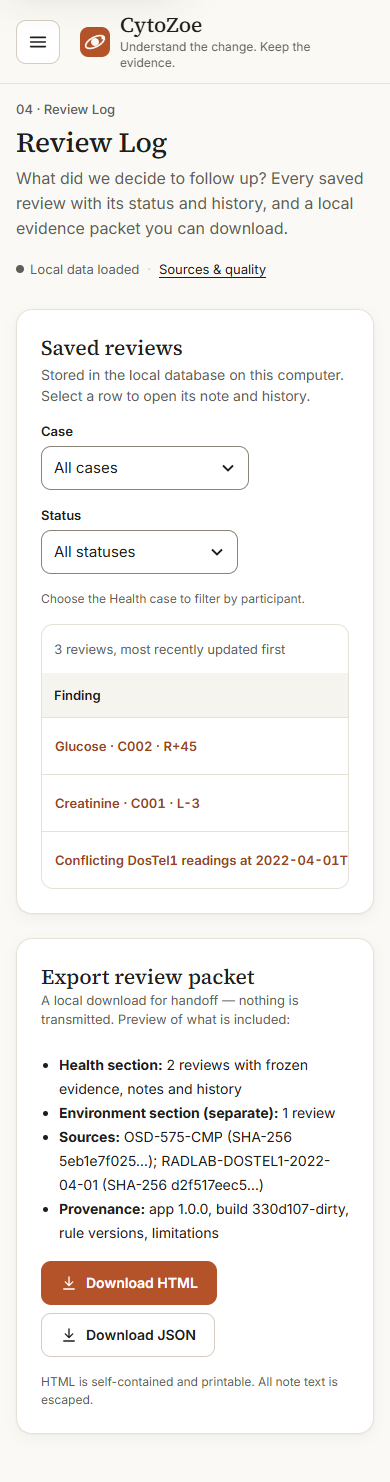 CytoZoe
Understand the change. Keep the
evidence.
04 · Review Log
Review Log
What did we decide to follow up? Every saved
review with its status and history, and a local
evidence packet you can download.
Local data loaded · Sources & quality
Saved reviews
Stored in the local database on this computer.
Select a row to open its note and history.
Case
All cases
Status
All statuses
Choose the Health case to filter by participant.
3 reviews, most recently updated first
Finding
Glucose · C002 · R+45
Creatinine · C001 · L-3
Conflicting DosTel1 readings at 2022-04-01T
Export review packet
A local download for handoff — nothing is
transmitted. Preview of what is included:
• Health section: 2 reviews with frozen
evidence, notes and history
• Environment section (separate): 1 review
• Sources: OSD-575-CMP (SHA-256
5eb1e7f025…); RADLAB-DOSTEL1-2022-
04-01 (SHA-256 d2f517eec5…)
• Provenance: app 1.0.0, build 330d107-dirty,
rule versions, limitations
Download HTML
Download JSON
HTML is self-contained and printable. All note text is
escaped.